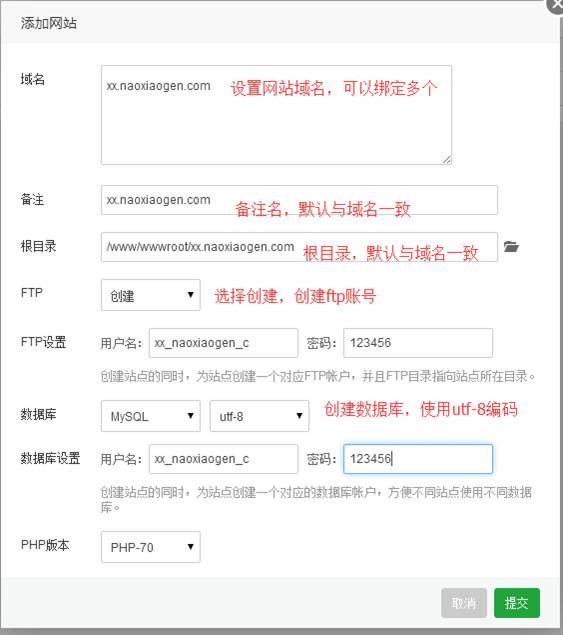 添加网站
域名 xx.naoxiaogen.com 设置网站域名，可以绑定多个
备注 xx.naoxiaogen.com 备注名，默认与域名一致
根目录 /www/wwwroot/xx.naoxiaogen.com 根目录，默认与域名一致
FTP 创建 选择创建，创建ftp账号
FTP设置 用户名: xx_naoxiaogen_c 密码: 123456
创建站点的同时，为站点创建一个对应FTP帐户，并且FTP目录指向站点所在目录。
数据库 MySQL utf-8 创建数据库，使用utf-8编码
数据库设置 用户名: xx_naoxiaogen_c 密码: 123456
创建站点的同时，为站点创建一个对应的数据库帐户，方便不同站点使用不同数据
库。
PHP版本 PHP-70
取消 提交